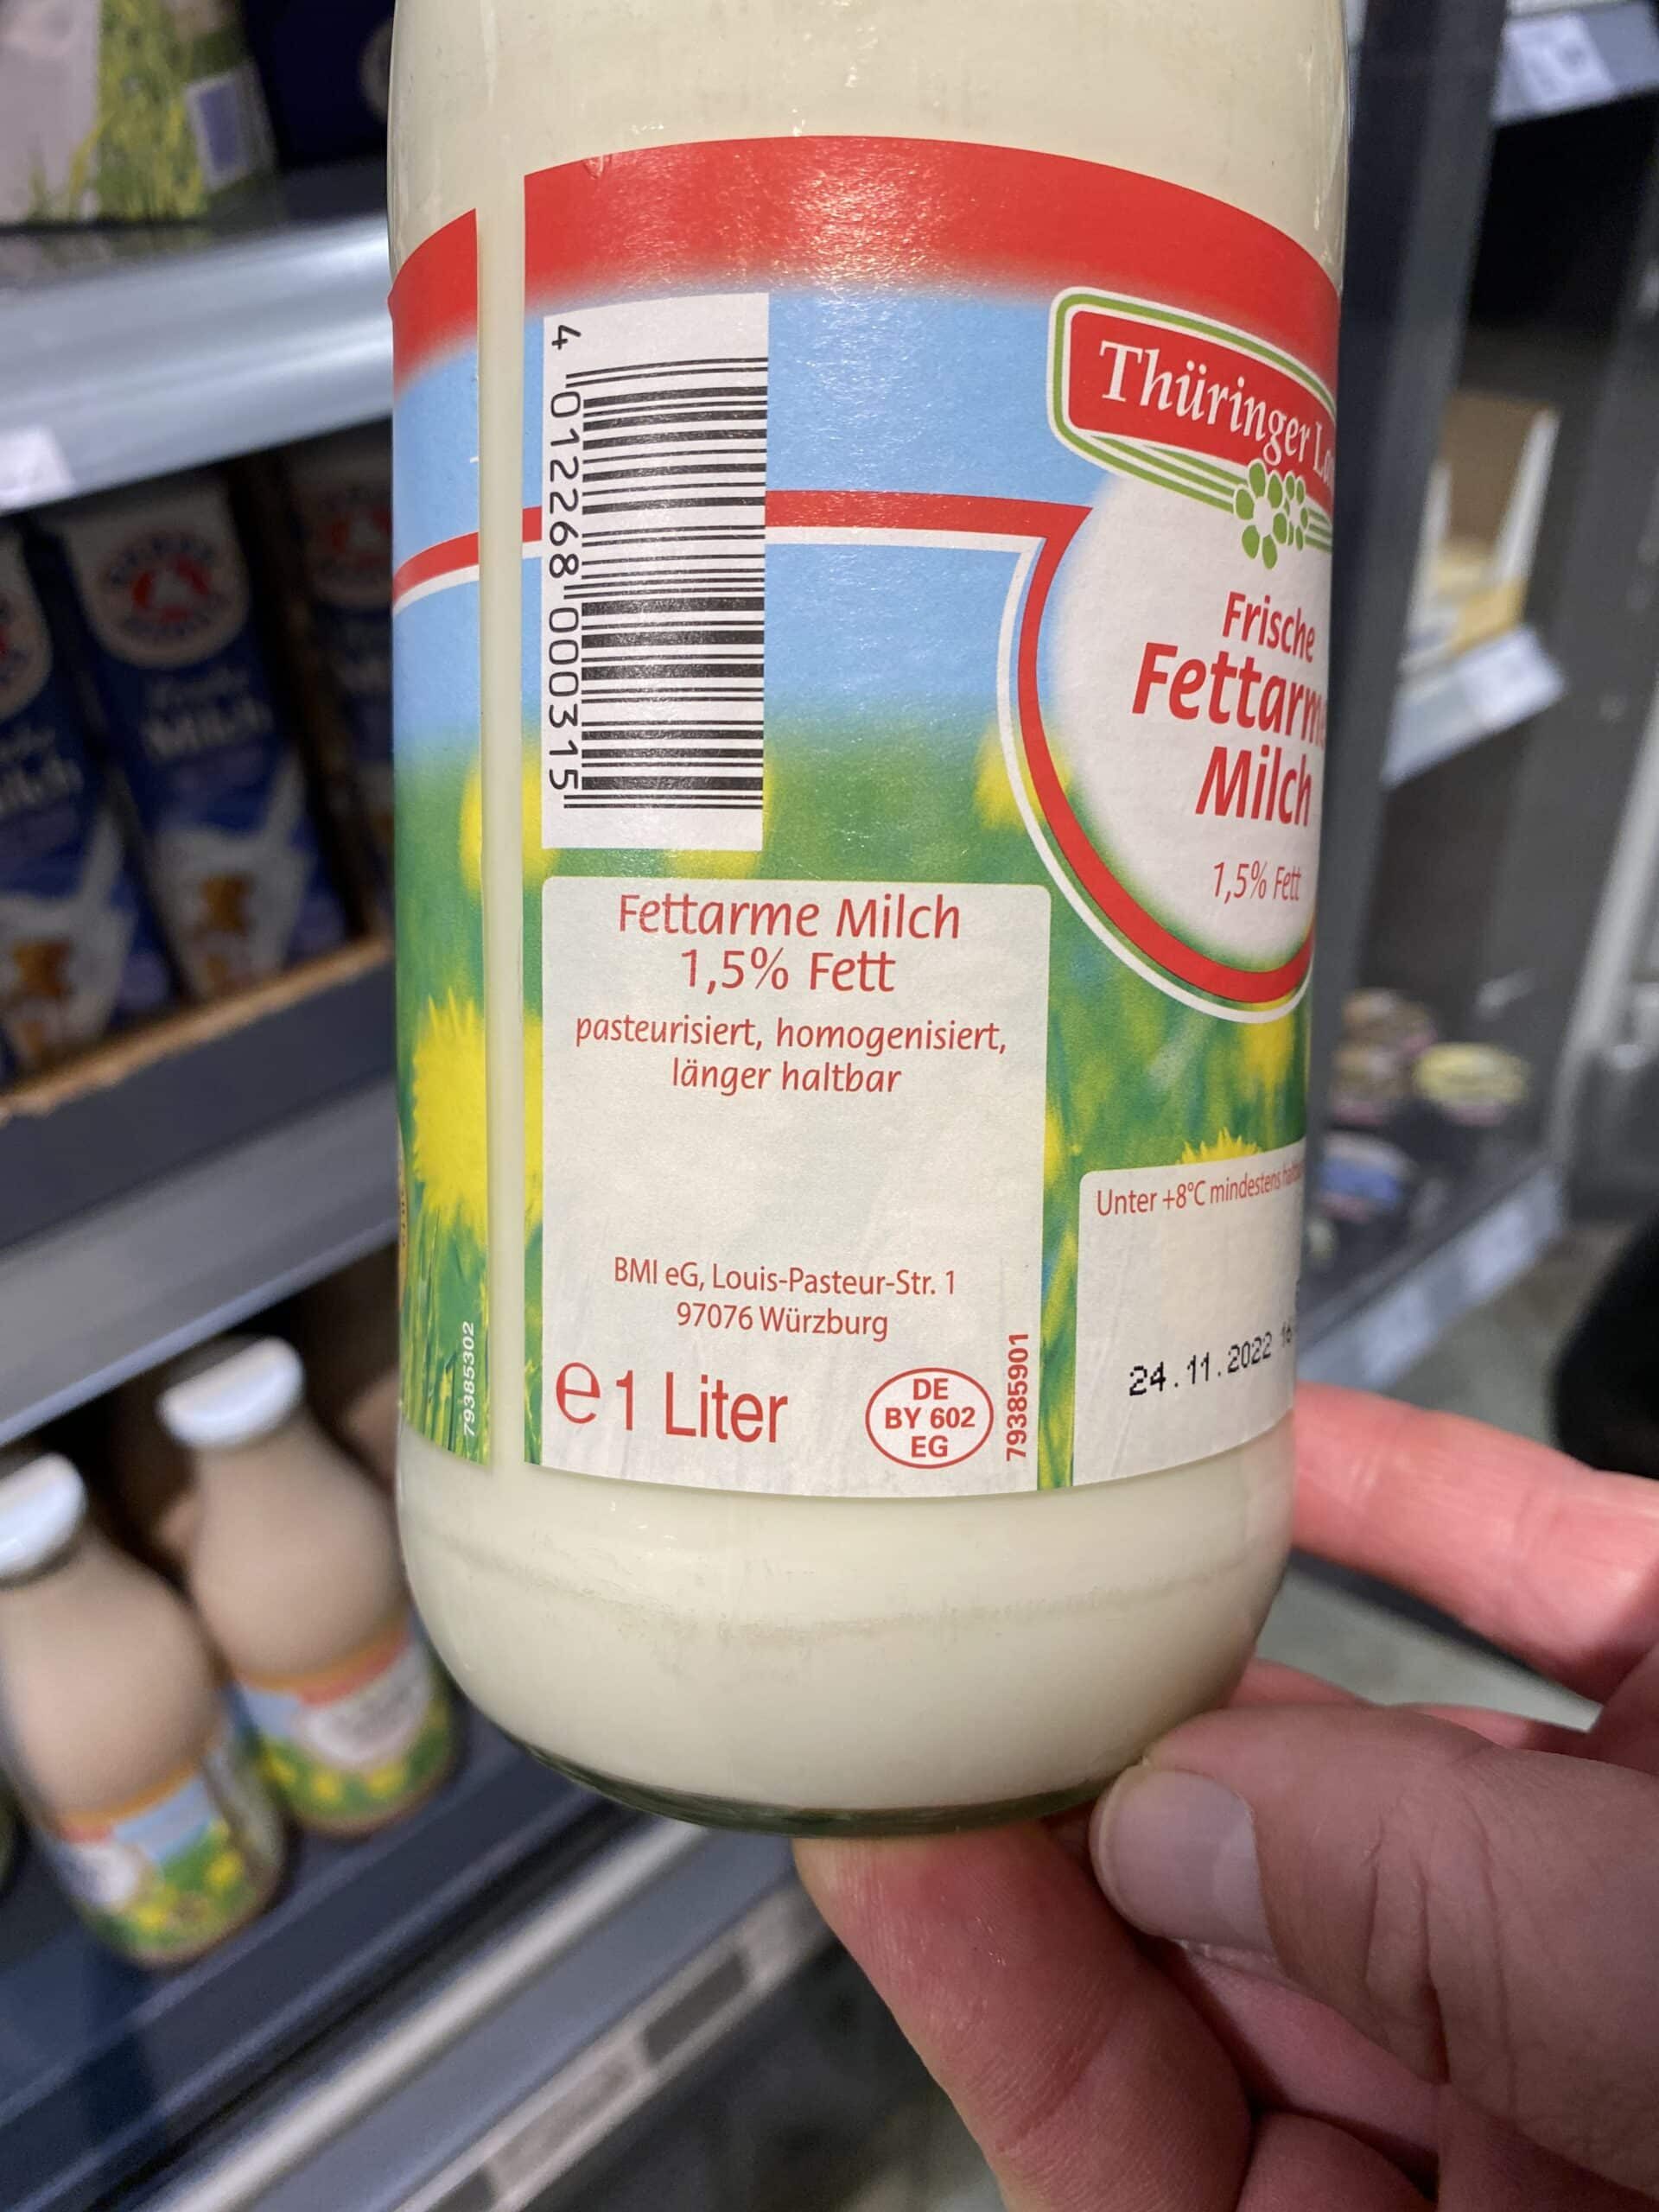 4 012268 000315
Thüringer
Frische
Fettarme
Milch
1,5% Fett
Fettarme Milch
1,5% Fett
pasteurisiert, homogenisiert,
länger haltbar
BMI eG, Louis-Pasteur-Str. 1
97076 Würzburg
e 1 Liter
DE
BY 602
EG
79385901
79385302
Unter +8°C mindestens
24.11.2022
Milch